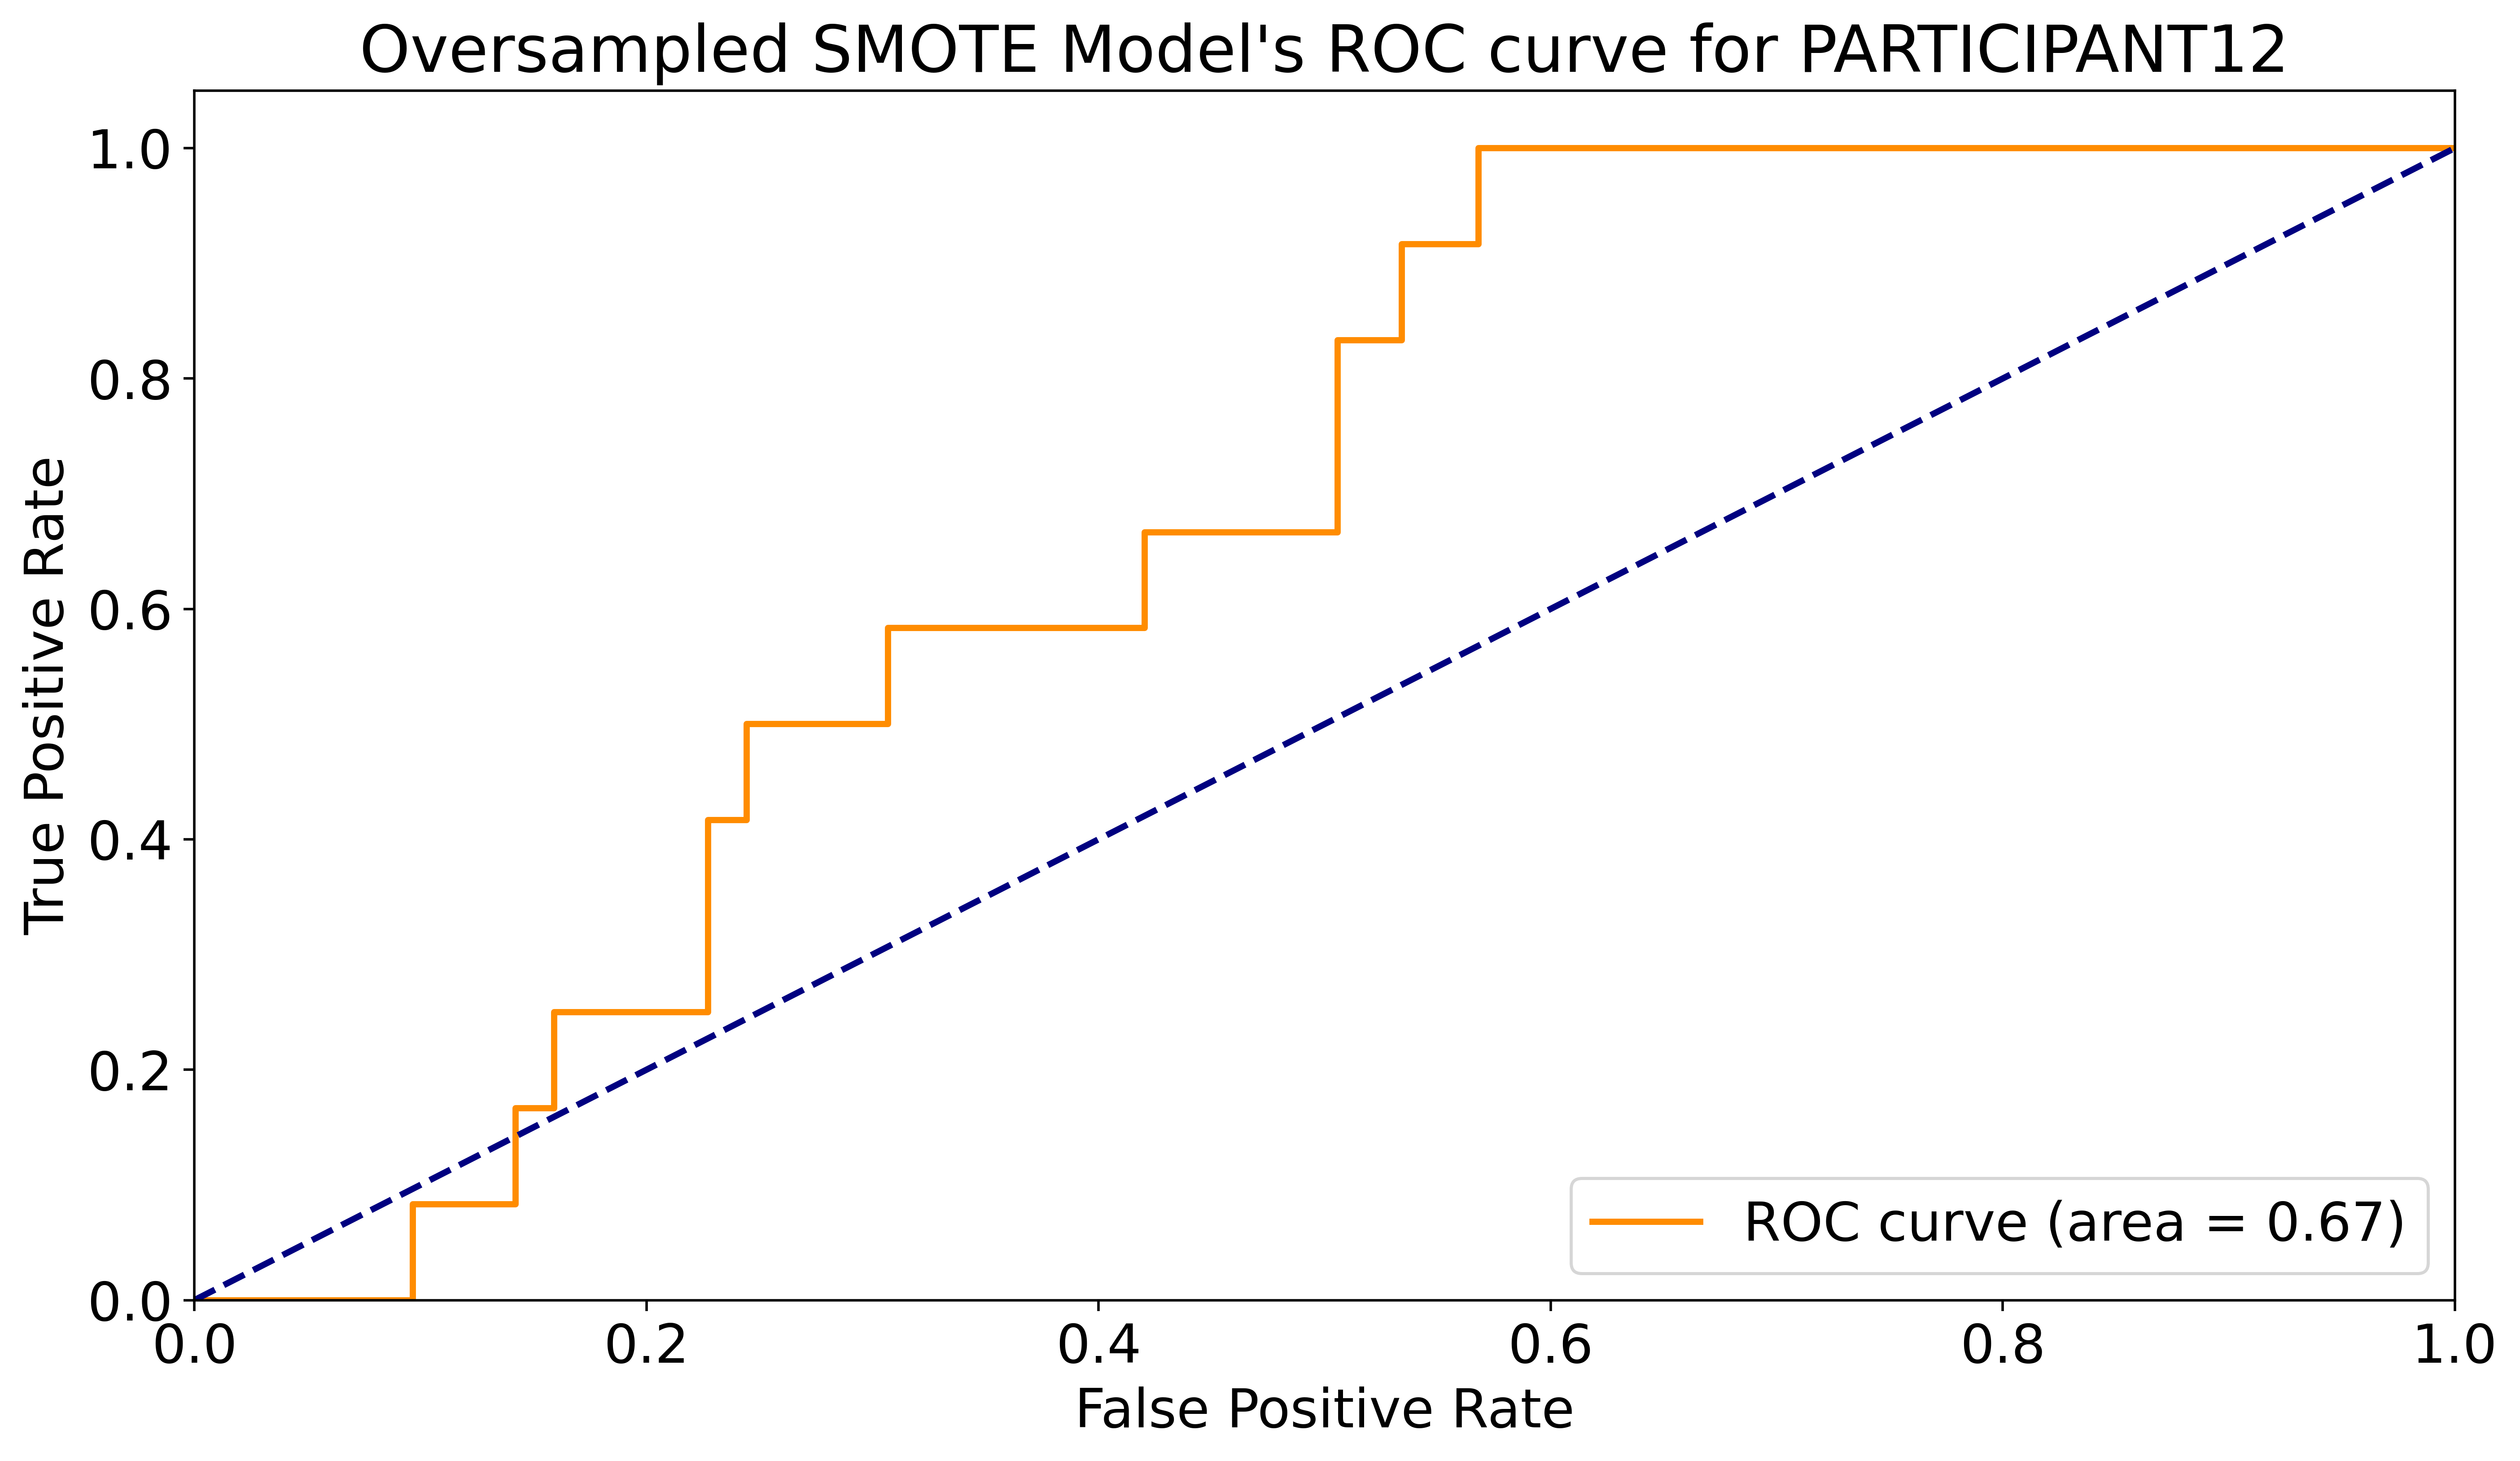 Oversampled SMOTE Model's ROC curve for PARTICIPANT12
True Positive Rate
1.0
0.8
0.6
0.4
0.2
0.0
ROC curve (area = 0.67)
0.0 0.2 0.4 0.6 0.8 1.0
False Positive Rate